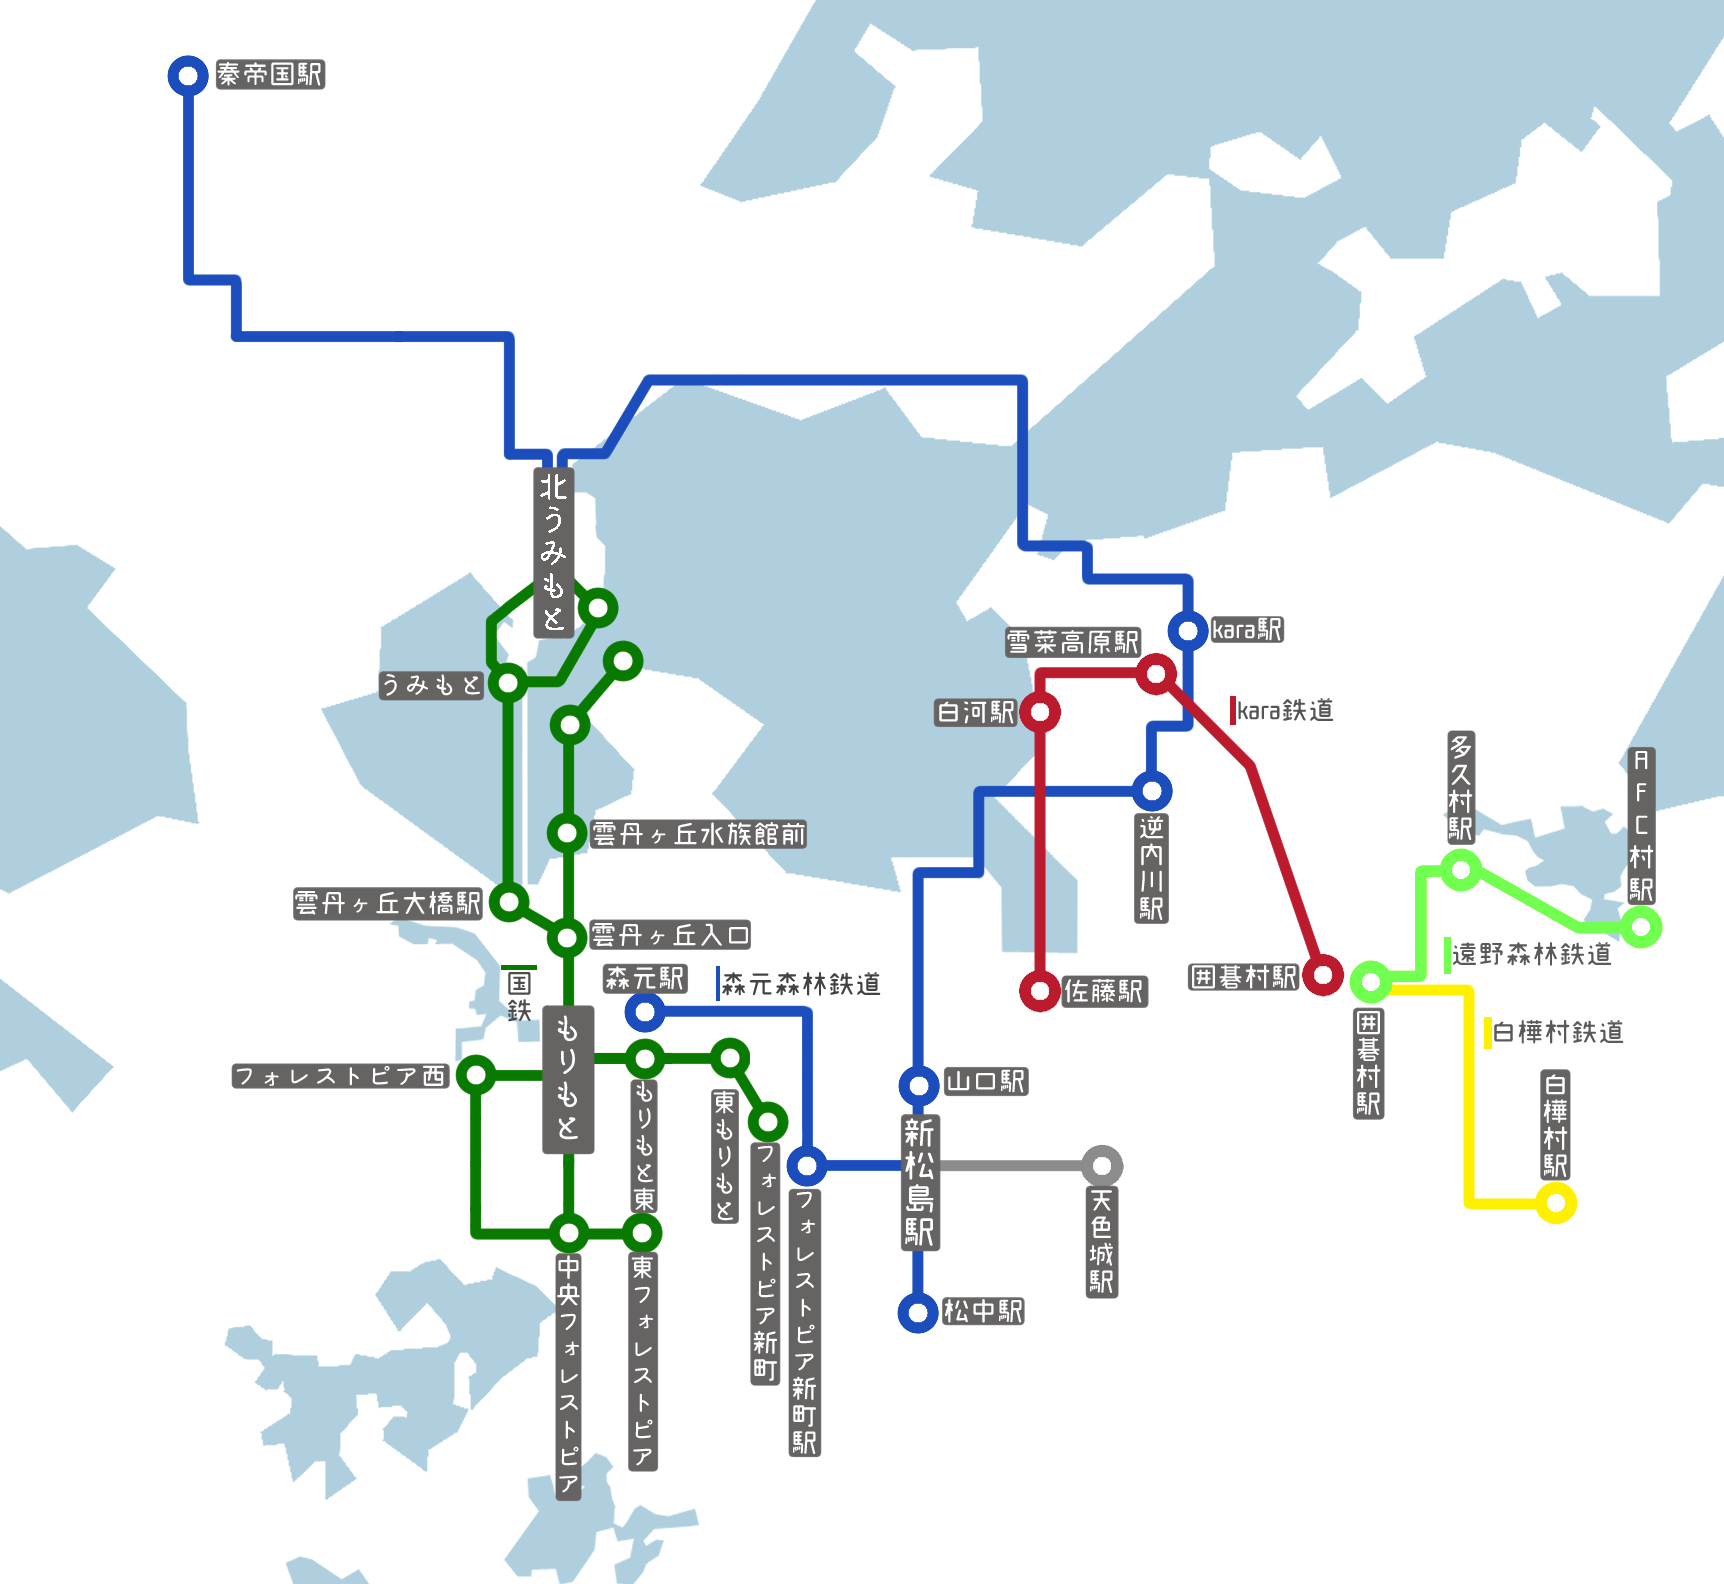 秦帝国駅
北うみもと
kara駅
雪菜高原駅
うみもと
白河駅
kara鉄道
多久村駅
AFC村駅
雲丹ヶ丘水族館前
逆内川駅
雲丹ヶ丘大橋駅
雲丹ヶ丘入口
遠野森林鉄道
国鉄
森元駅
森元森林鉄道
囲碁村駅
佐藤駅
もりもと
囲碁村駅
白樺村鉄道
フォレストピア西
もりもと東
東もりもと
山口駅
白樺村駅
新松島駅
フォレストピア新町
フォレストピア新町駅
天色城駅
中央フォレストピア
東フォレストピア
松中駅